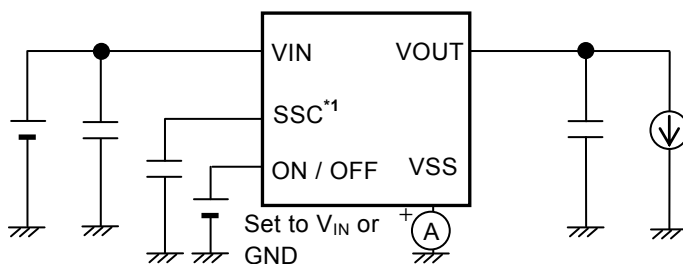 VIN VOUT
SSC*1
ON / OFF
VSS
Set to VIN or
GND
+
A